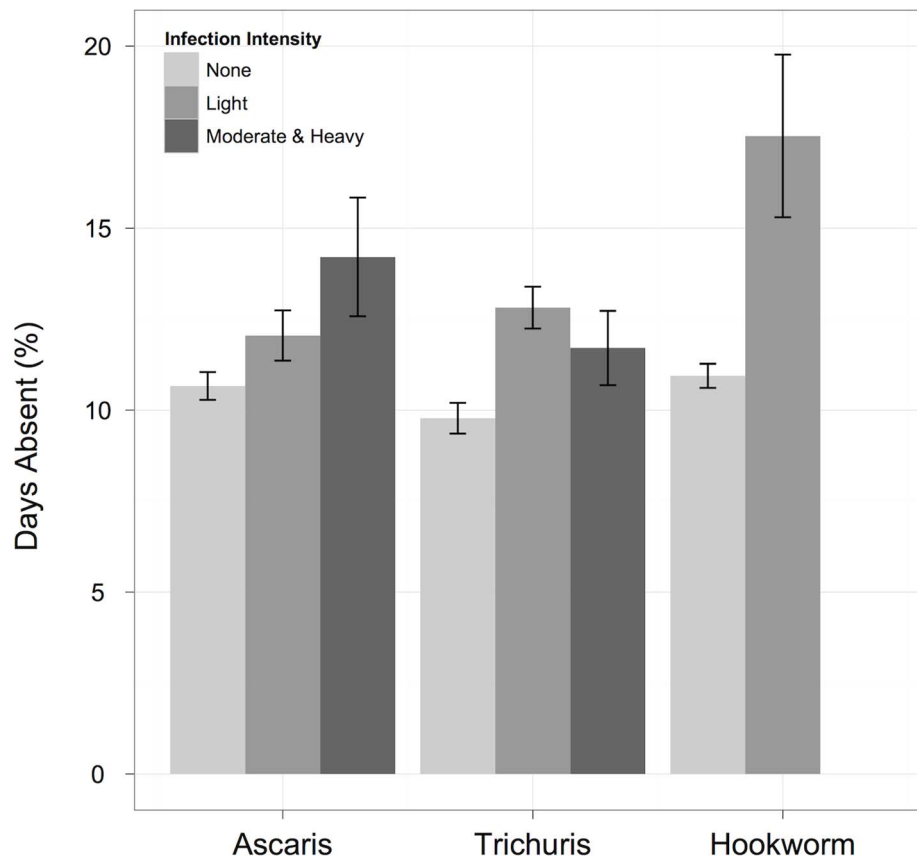 Infection Intensity
None
Light
Moderate & Heavy
20
15
10
5
0
Days Absent (%)
Ascaris Trichuris Hookworm